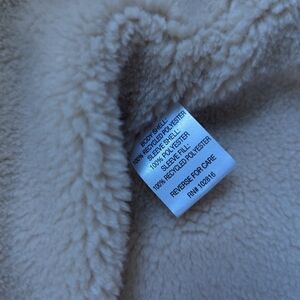 BODY SHELL:
100% RECYCLED POLYESTER
SLEEVE SHELL:
100% POLYESTER
SLEEVE FILL:
100% RECYCLED POLYESTER
REVERSE FOR CARE
RN# 102816